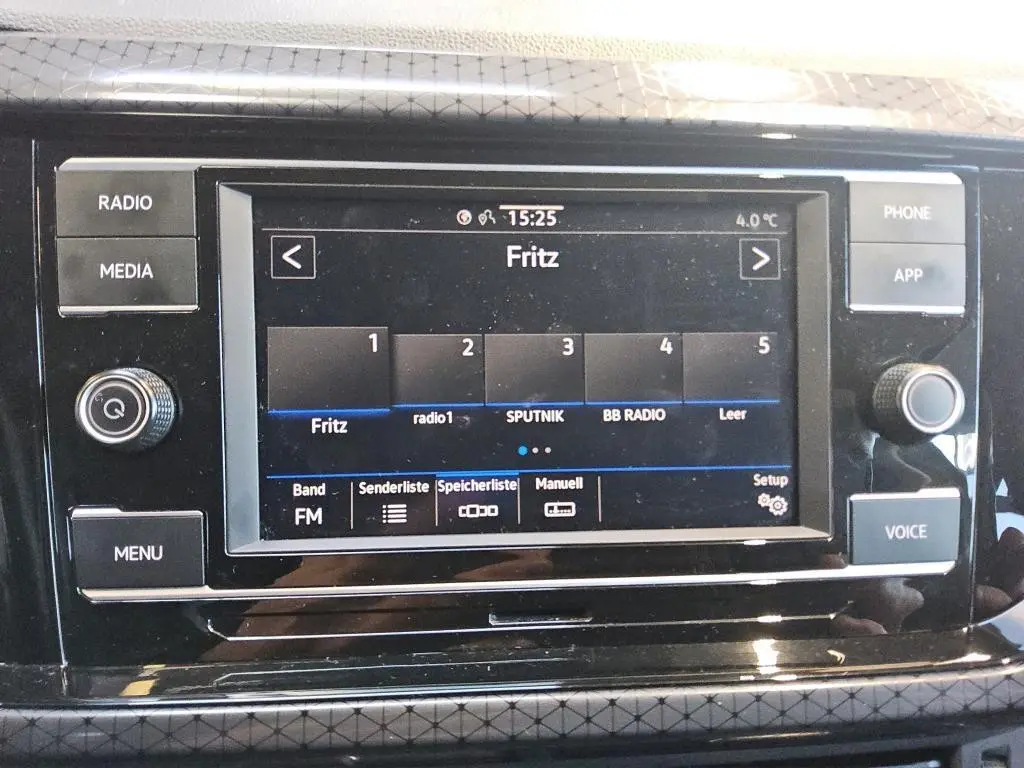 RADIO
MEDIA
MENU
15:25
4.0 °C
<
Fritz
>
1 2 3 4 5
Fritz radio1 SPUTNIK BB RADIO Leer
Band Senderliste Speicherliste Manuell Setup
FM
PHONE
APP
VOICE